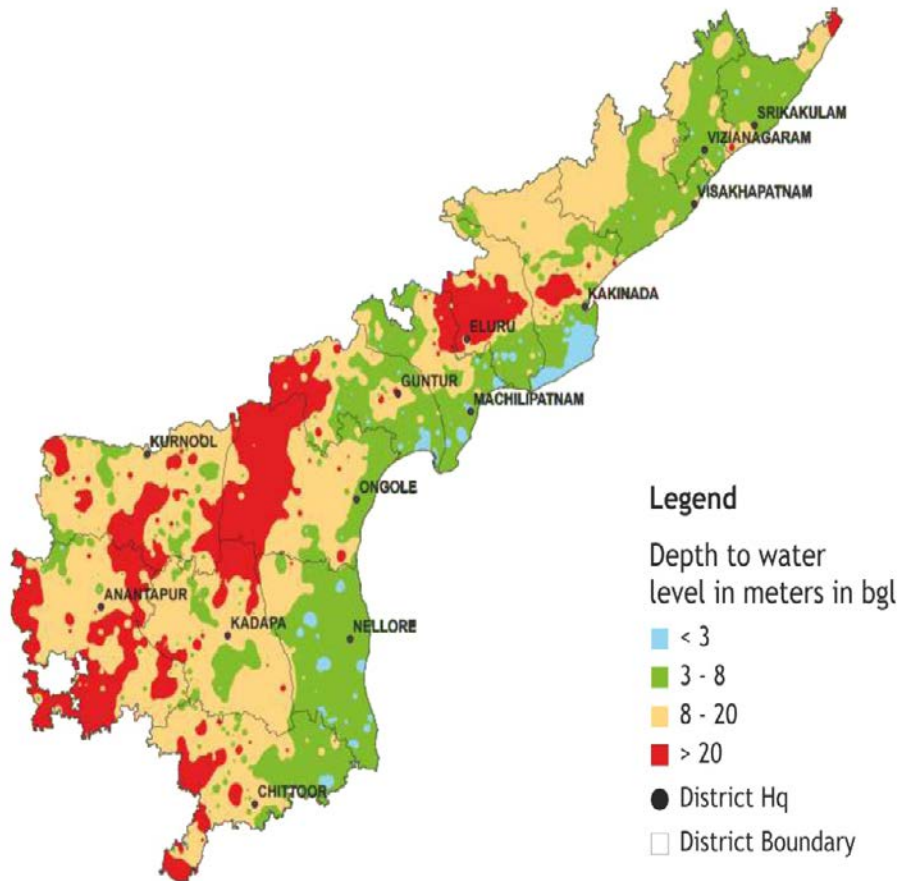 SRIKAKULAM
VIZIANAGARAM
VISAKHAPATNAM
KAKINADA
ELURU
GUNTUR
MACHILIPATNAM
KURNOOL
ONGOLE
ANANTAPUR
KADAPA
NELLORE
CHITTOOR
Legend
Depth to water
level in meters in bgl
< 3
3 - 8
8 - 20
> 20
District Hq
District Boundary